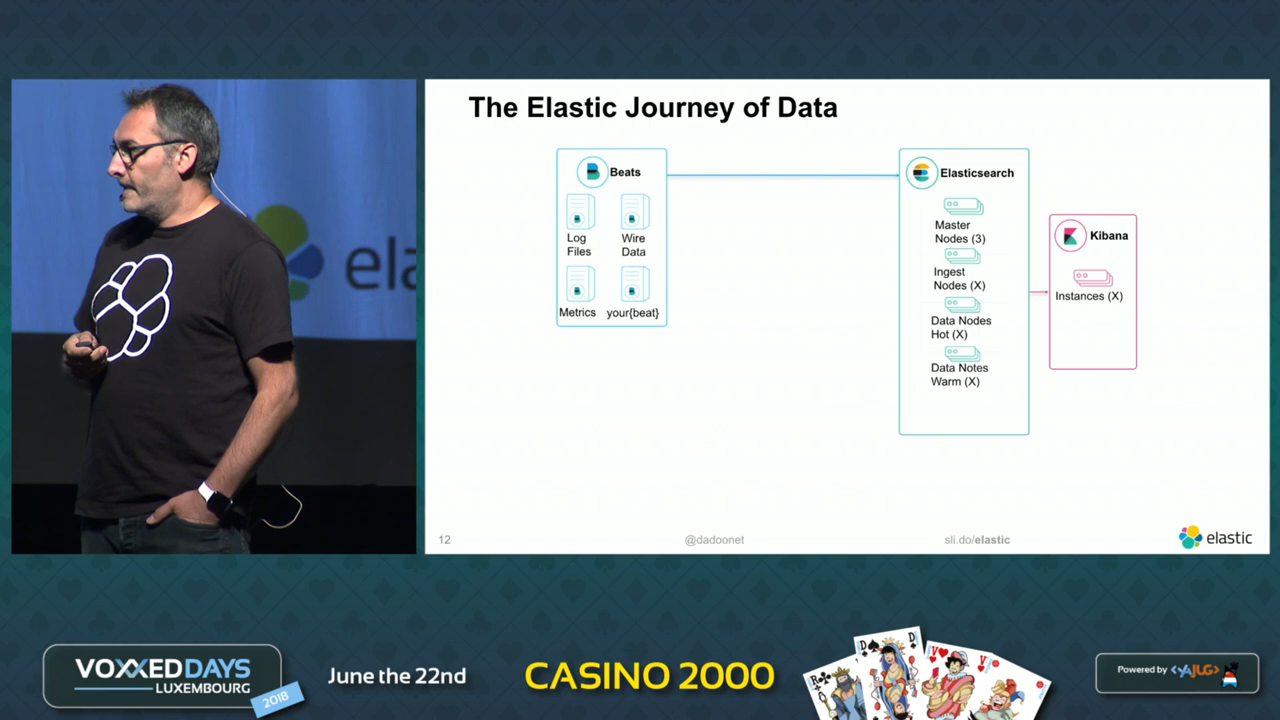 The Elastic Journey of Data
Beats
Log
Files
Wire
Data
Metrics
your{beat}
Elasticsearch
Master
Nodes (3)
Ingest
Nodes (X)
Data Nodes
Hot (X)
Data Notes
Warm (X)
Kibana
Instances (X)
12
@dadoonet
sli.do/elastic
elastic
ela
VOXXEDDAYS
LUXEMBOURG
2018
June the 22nd
CASINO 2000
R
D
D
V
V
Powered by <YAJUG>